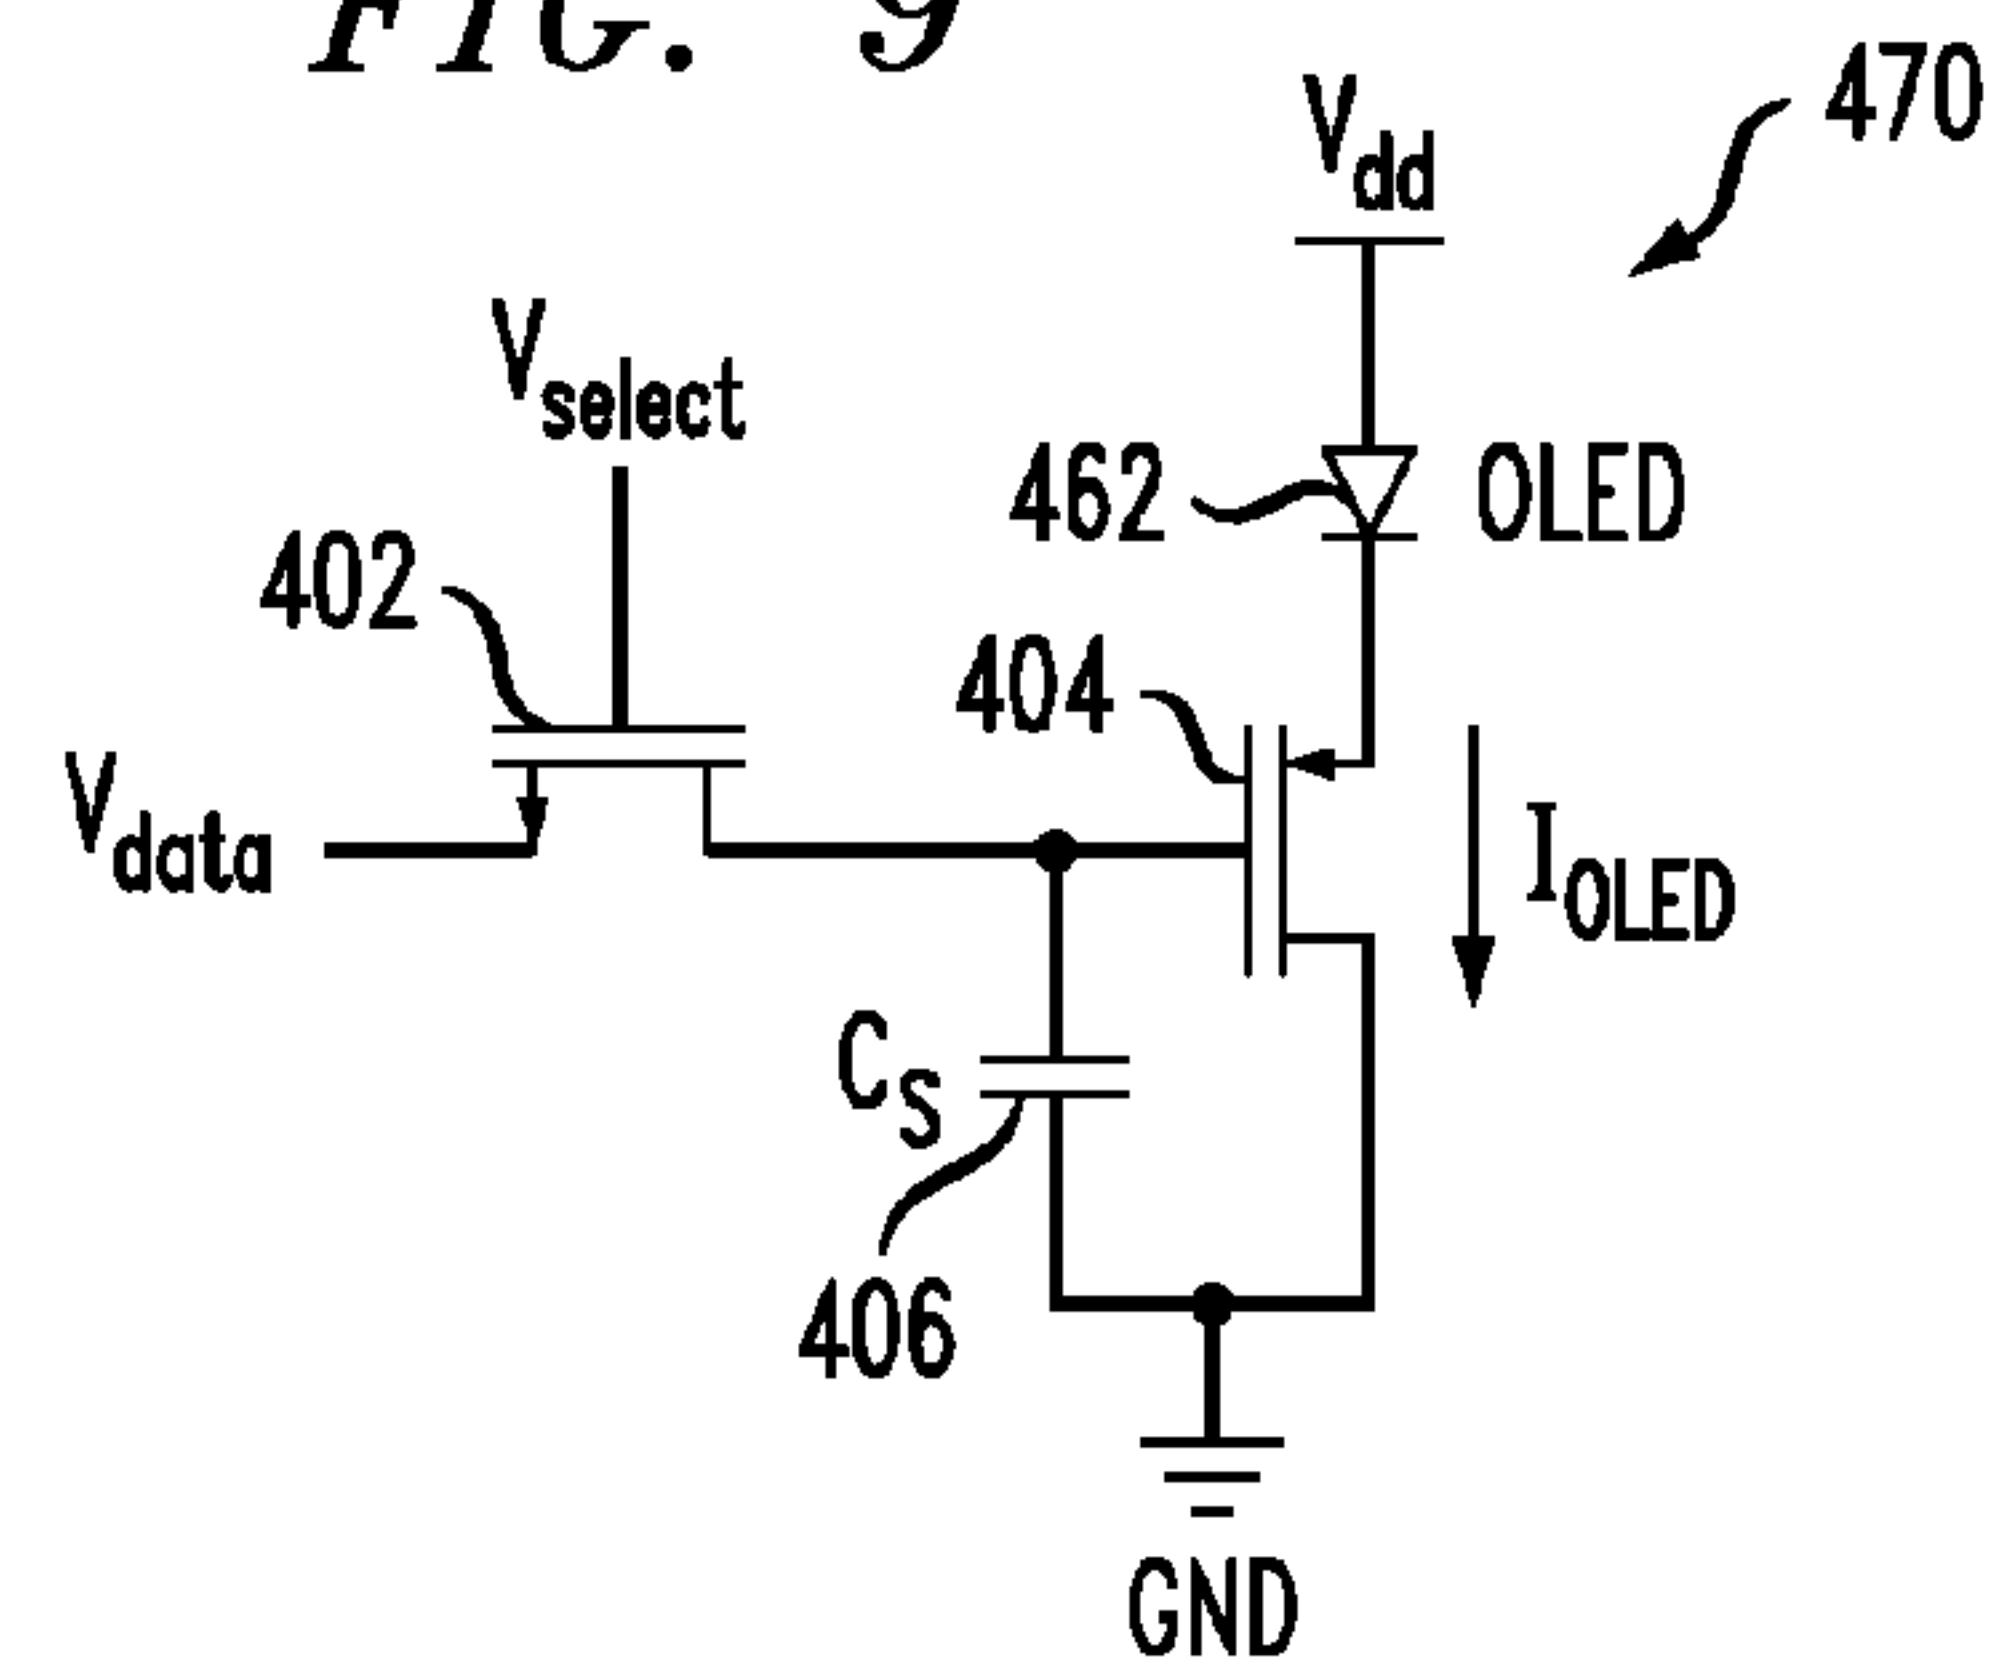 FIG. 9
470
Vdd
Vselect
462
OLED
402
404
Vdata
IOLED
CS
406
GND